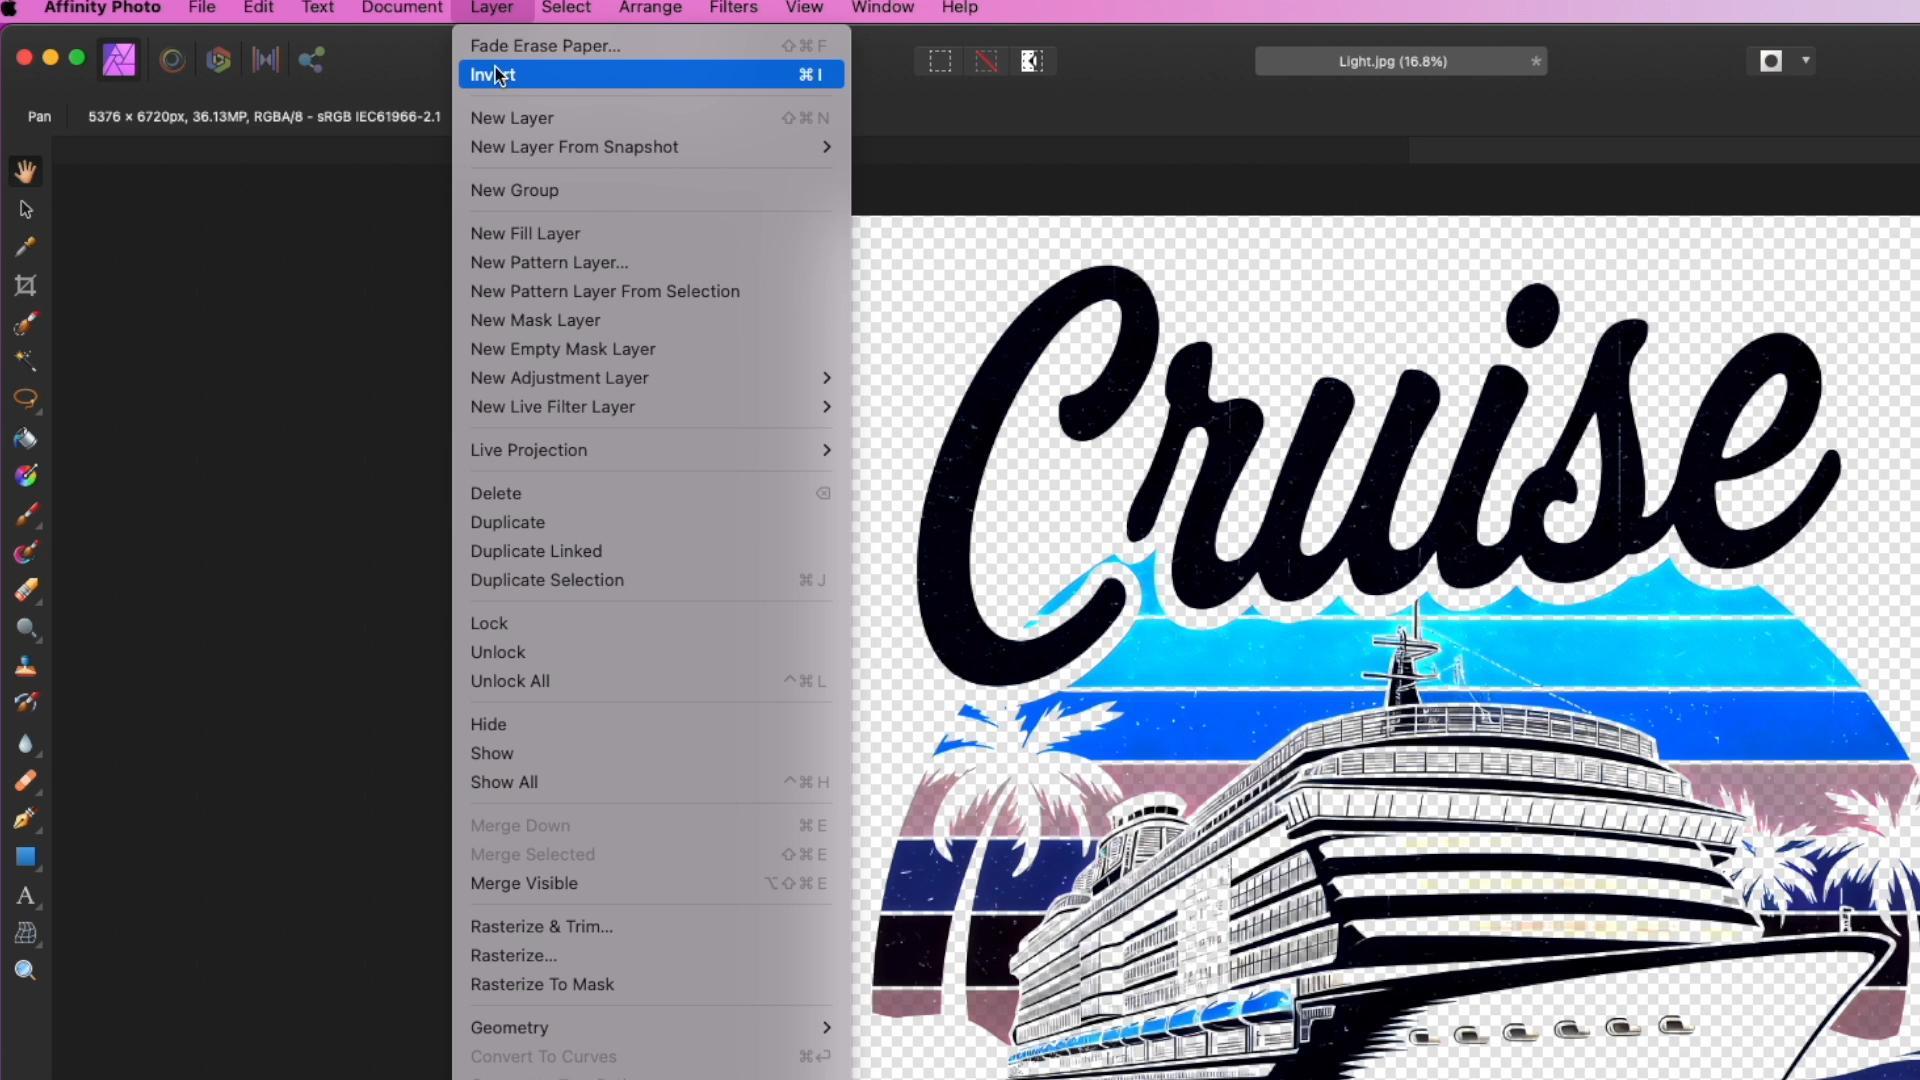 Affinity Photo File Edit Text Document Layer Select Arrange Filters View Window Help
Fade Erase Paper... ⇧⌘F
⌘I
Light.jpg (16.8%) *
Pan 5376 × 6720px, 36.13MP, RGBA/8 - sRGB IEC61966-2.1
New Layer ⇧⌘N
New Layer From Snapshot
New Group
New Fill Layer
New Pattern Layer...
New Pattern Layer From Selection
New Mask Layer
New Empty Mask Layer
New Adjustment Layer
New Live Filter Layer
Live Projection
Delete
Duplicate
Duplicate Linked
Duplicate Selection ⌘J
Lock
Unlock
Unlock All ^⌘L
Hide
Show
Show All ^⌘H
Merge Down ⌘E
Merge Selected ⇧⌘E
Merge Visible ⌥⇧⌘E
Rasterize & Trim...
Rasterize...
Rasterize To Mask
Geometry
Convert To Curves ⌘↩
Cruise